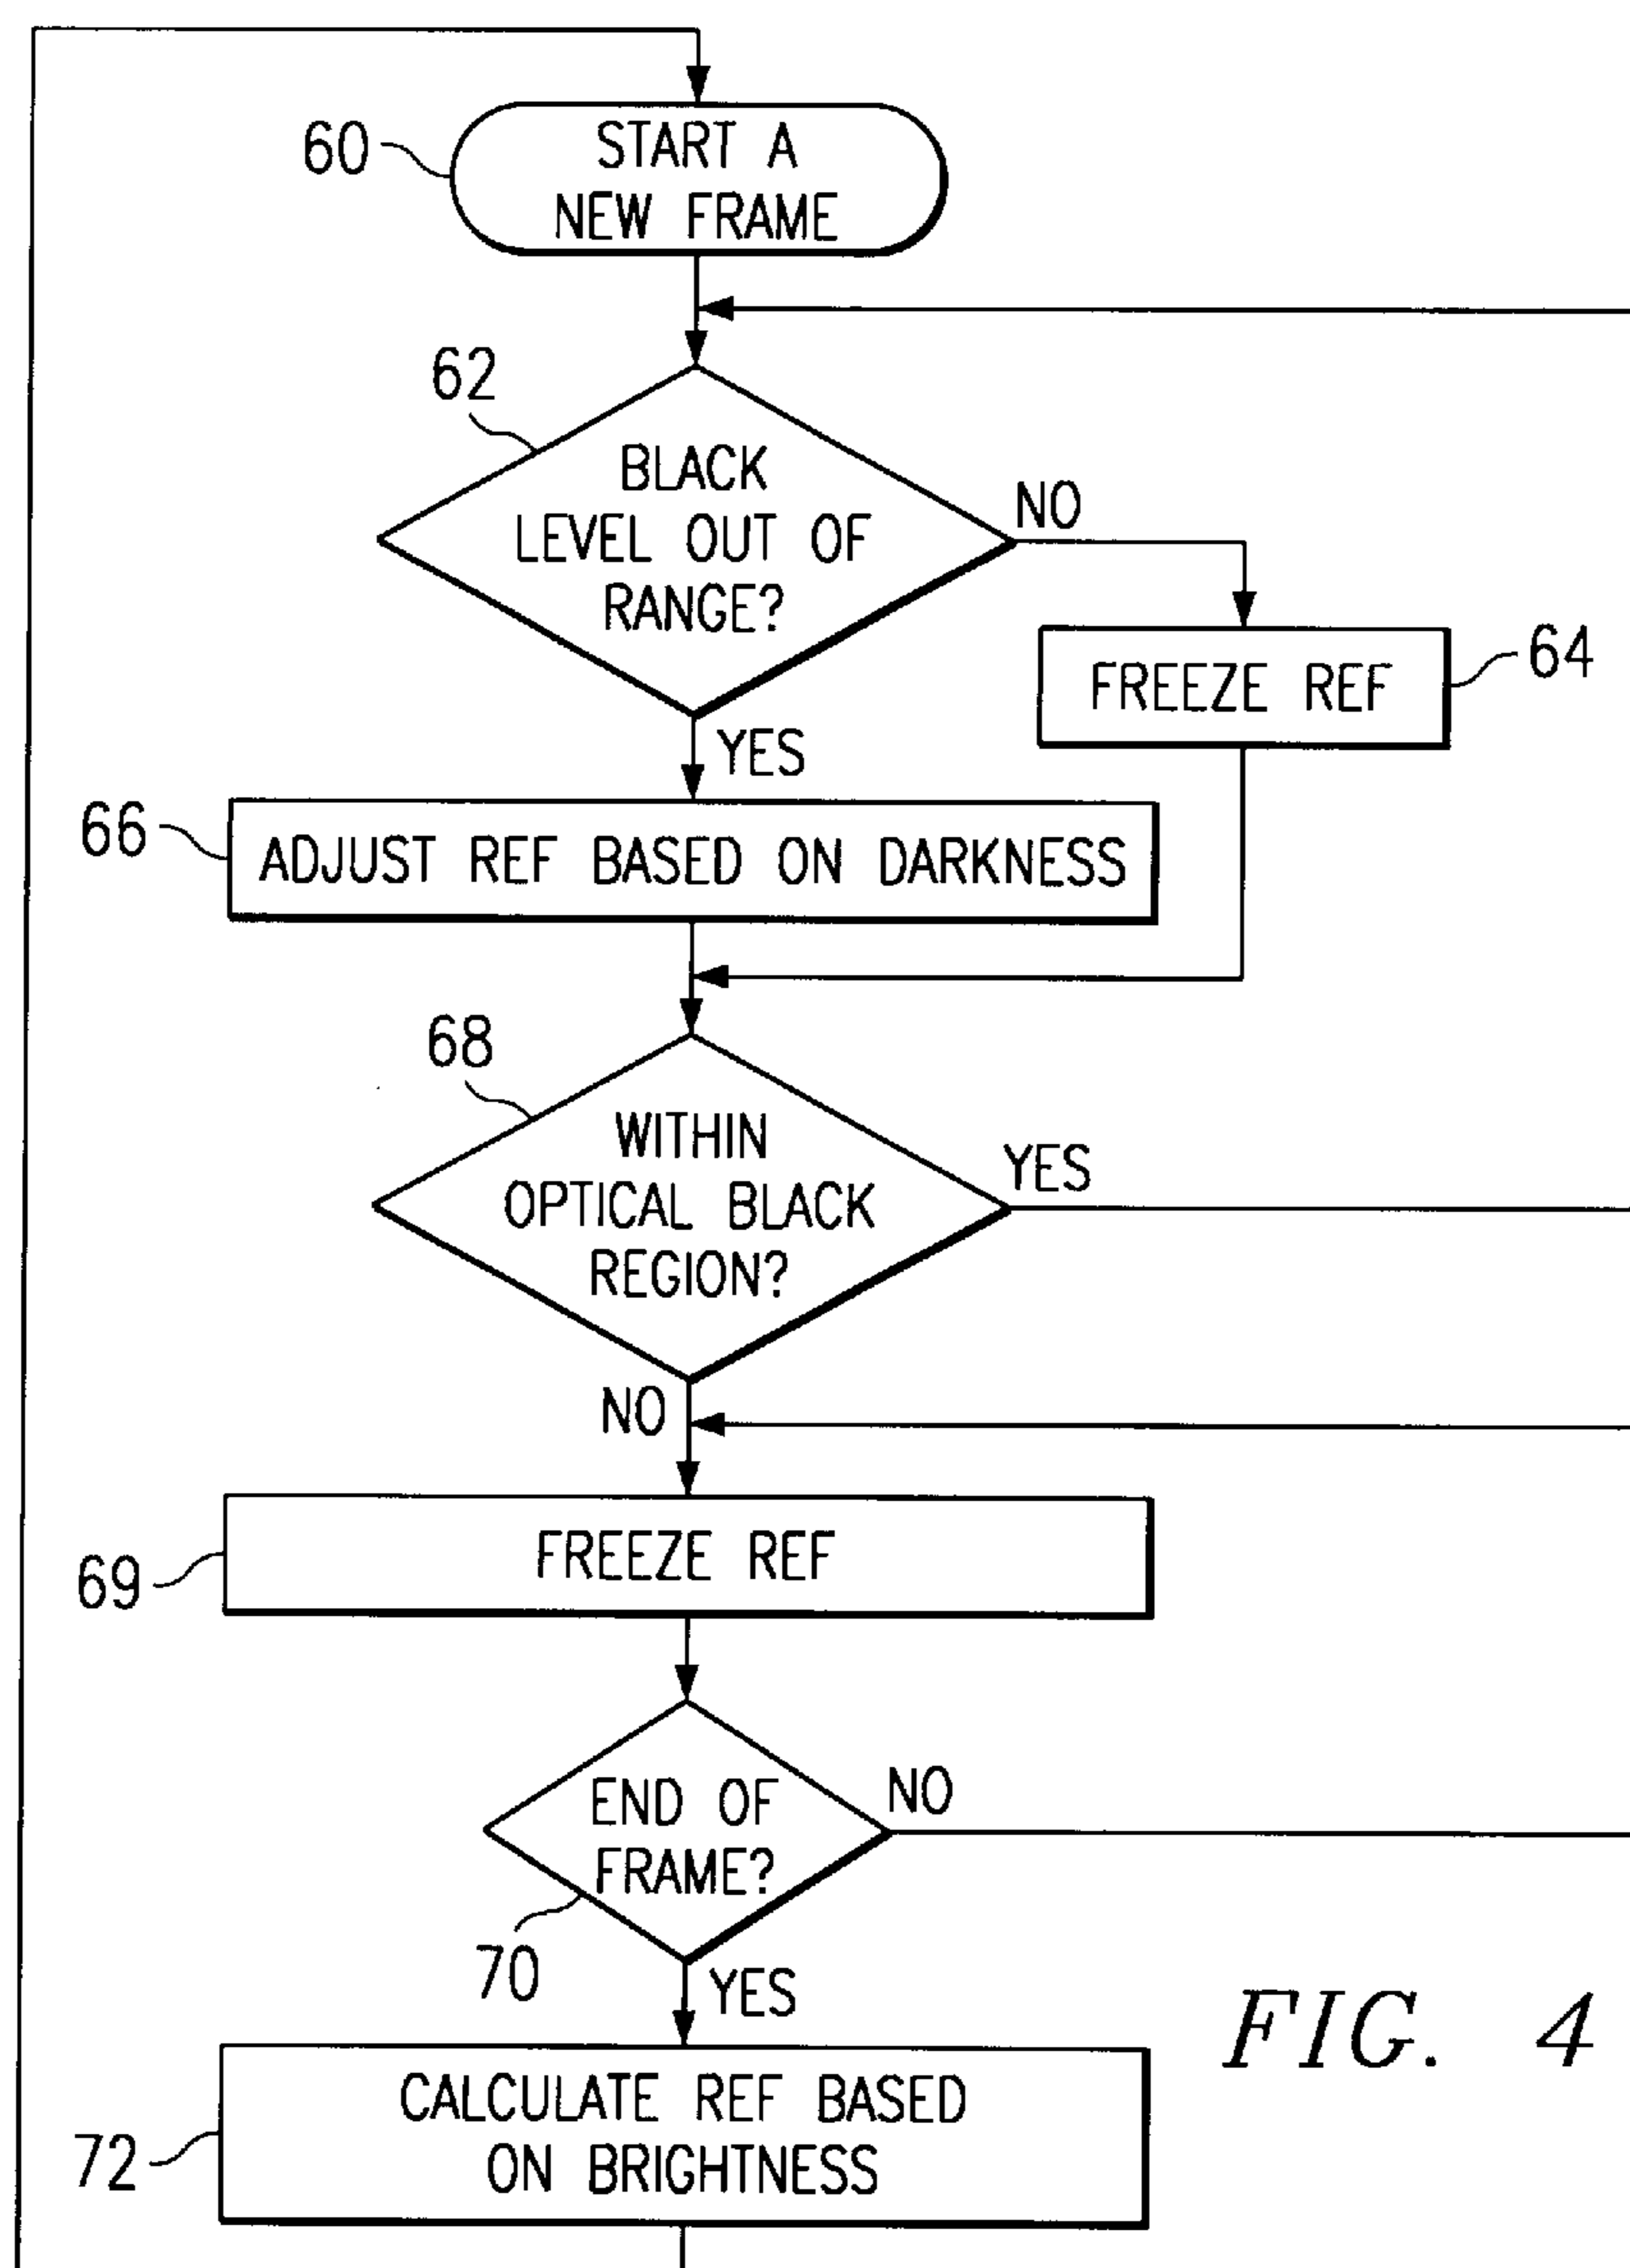 60
START A
NEW FRAME
62
BLACK
LEVEL OUT OF
RANGE?
NO
FREEZE REF
64
YES
66
ADJUST REF BASED ON DARKNESS
68
WITHIN
OPTICAL BLACK
REGION?
YES
NO
FREEZE REF
69
END OF
FRAME?
NO
70
YES
FIG. 4
CALCULATE REF BASED
ON BRIGHTNESS
72